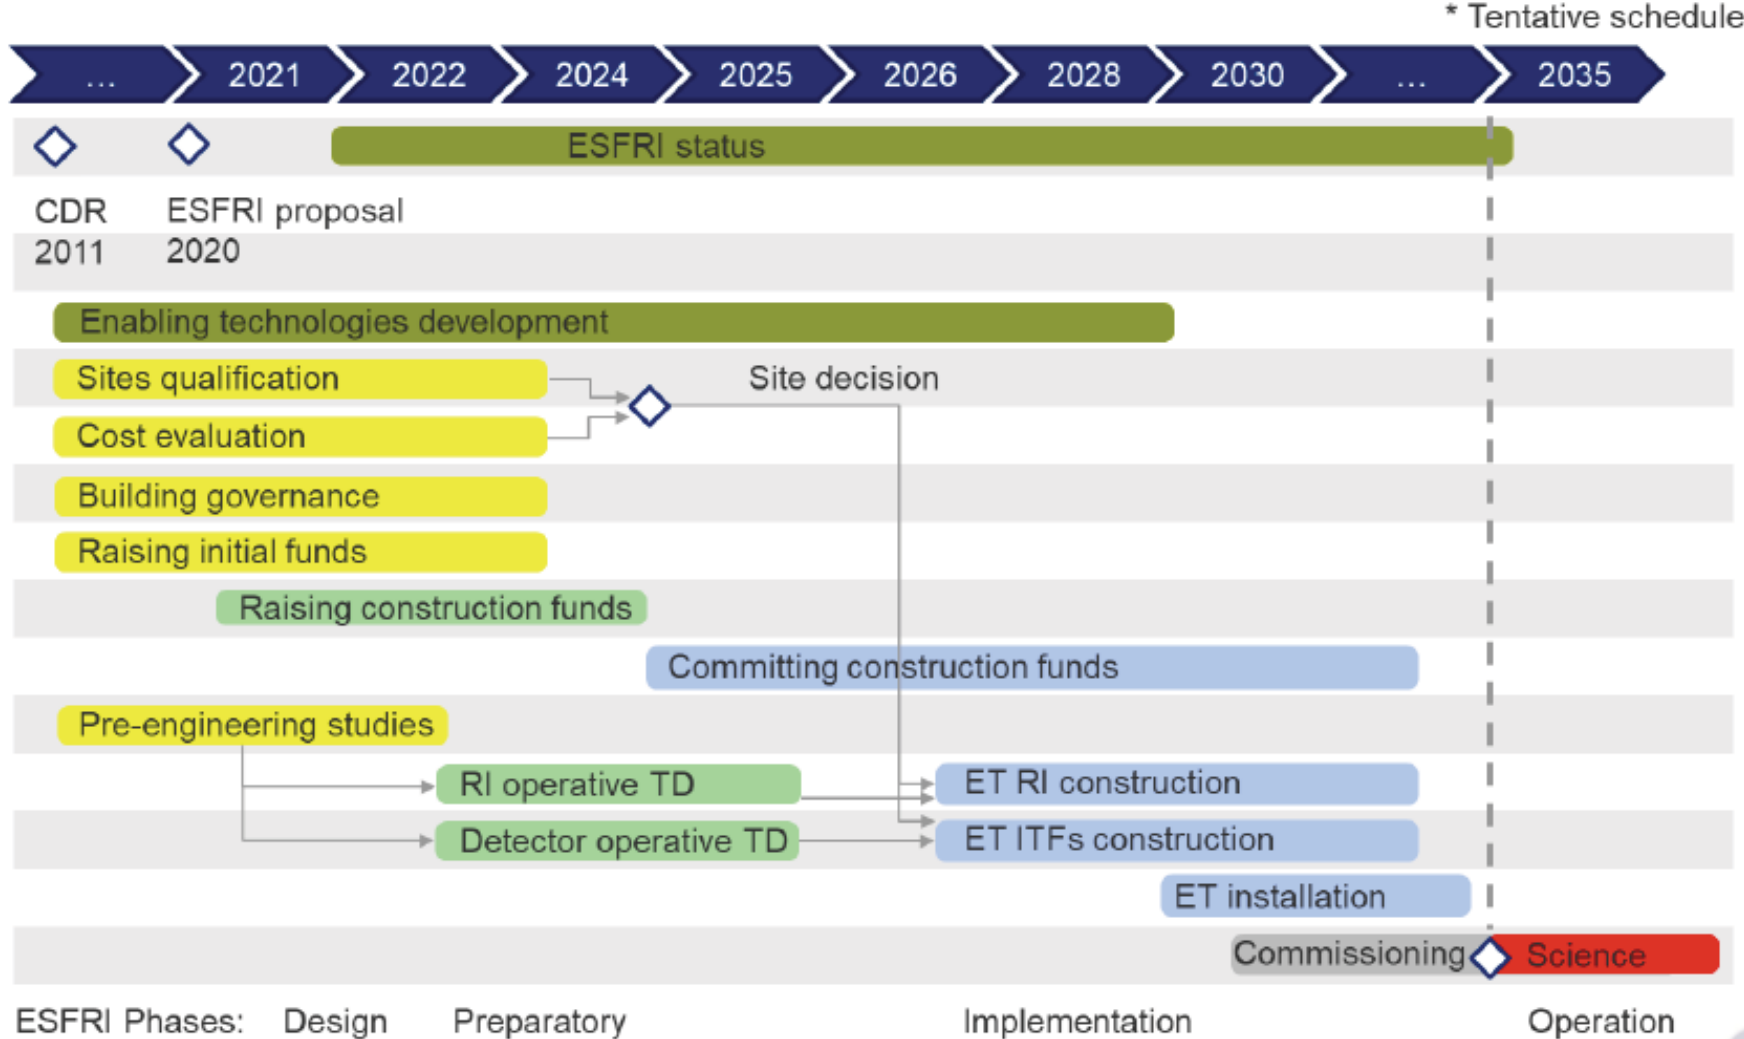 * Tentative schedule
... 2021 2022 2024 2025 2026 2028 2030 ... 2035
ESFRI status
CDR ESFRI proposal
2011 2020
Enabling technologies development
Sites qualification Site decision
Cost evaluation
Building governance
Raising initial funds
Raising construction funds
Committing construction funds
Pre-engineering studies
RI operative TD ET RI construction
Detector operative TD ET ITFs construction
ET installation
Commissioning Science
ESFRI Phases: Design Preparatory Implementation Operation